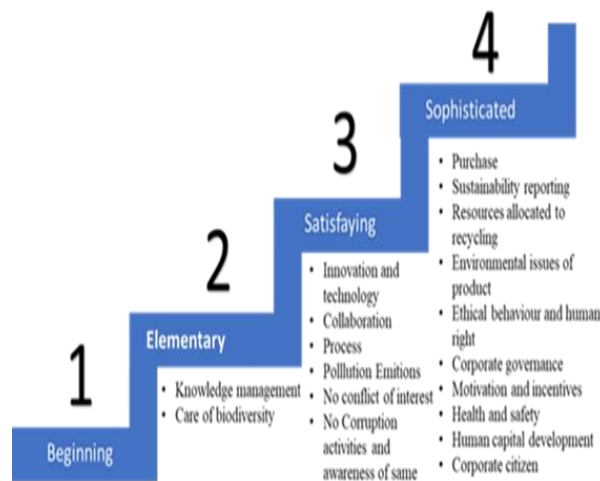 1
Beginning
2
Elementary
• Knowledge management
• Care of biodiversity
3
Satisfaying
• Innovation and
technology
• Collaboration
• Process
• Polllution Emitions
• No conflict of interest
• No Corruption
activities and
awareness of same
4
Sophisticated
• Purchase
• Sustainability reporting
• Resources allocated to
recycling
• Environmental issues of
product
• Ethical behaviour and human
right
• Corporate governance
• Motivation and incentives
• Health and safety
• Human capital development
• Corporate citizen